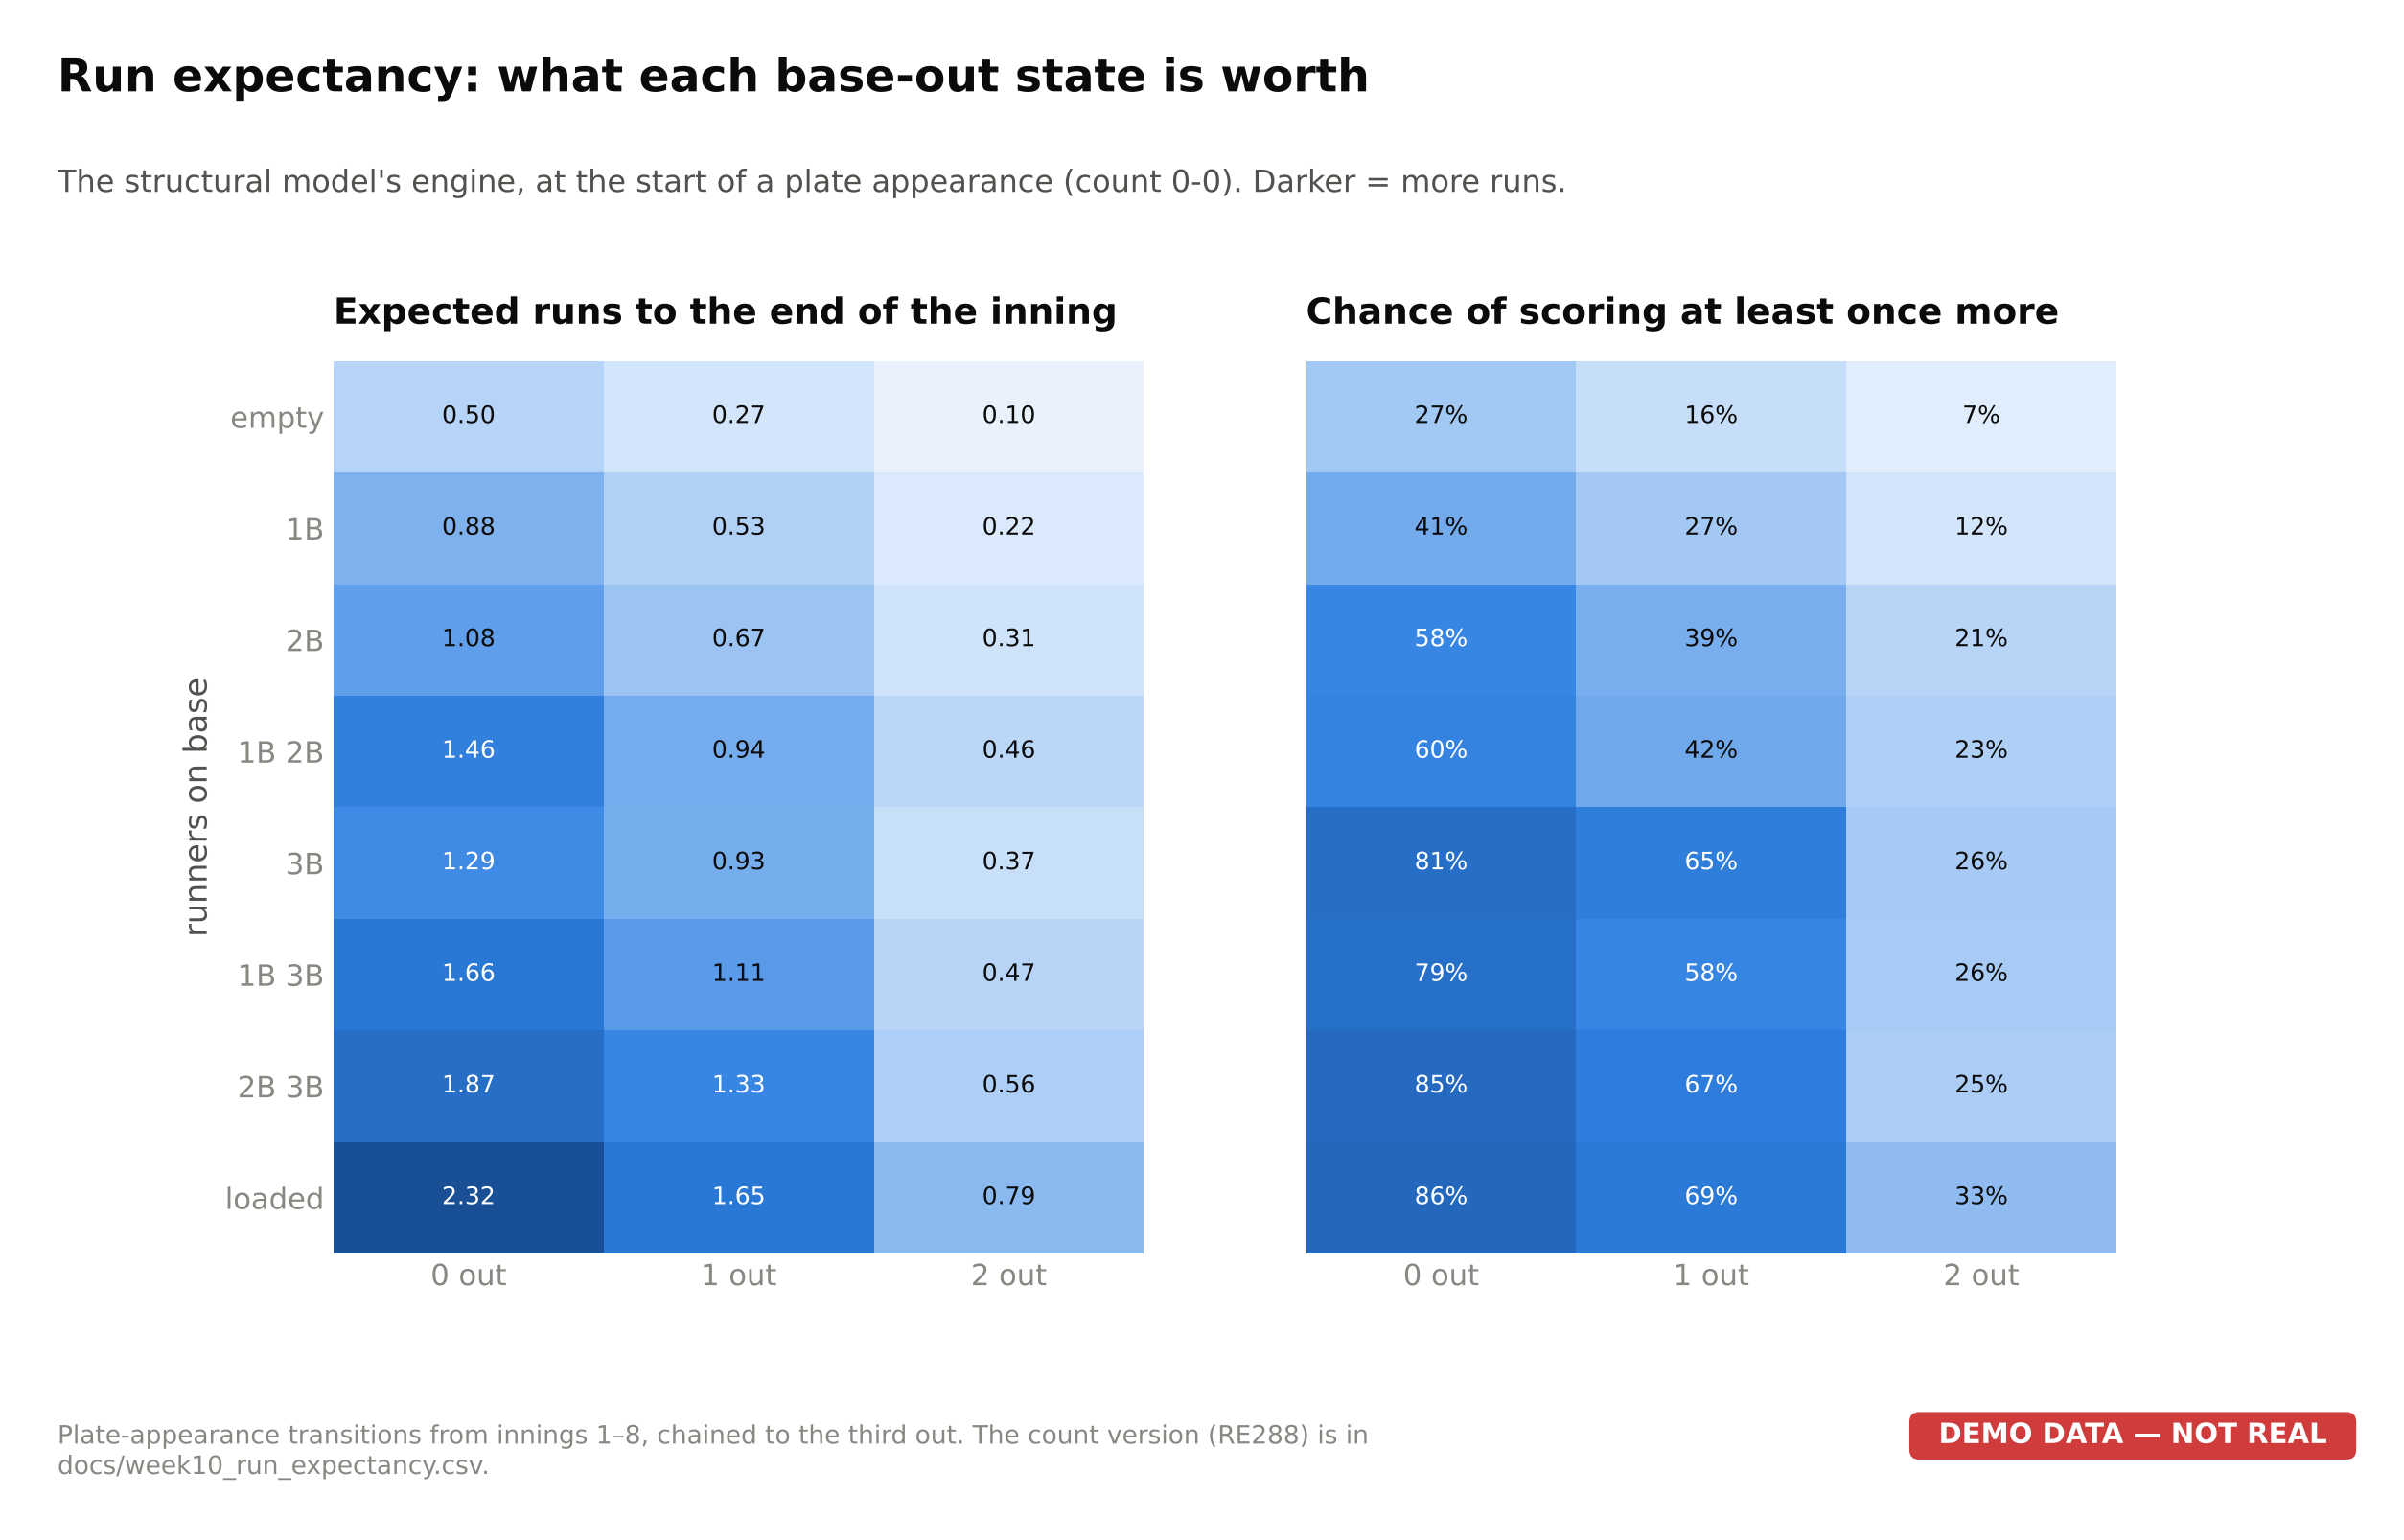 Run expectancy: what each base-out state is worth
The structural model's engine, at the start of a plate appearance (count 0-0). Darker = more runs.
Expected runs to the end of the inning
Chance of scoring at least once more
runners on base
empty 0.50 0.27 0.10 27% 16% 7%
1B 0.88 0.53 0.22 41% 27% 12%
2B 1.08 0.67 0.31 58% 39% 21%
1B 2B 1.46 0.94 0.46 60% 42% 23%
3B 1.29 0.93 0.37 81% 65% 26%
1B 3B 1.66 1.11 0.47 79% 58% 26%
2B 3B 1.87 1.33 0.56 85% 67% 25%
loaded 2.32 1.65 0.79 86% 69% 33%
0 out 1 out 2 out 0 out 1 out 2 out
Plate-appearance transitions from innings 1–8, chained to the third out. The count version (RE288) is in
docs/week10_run_expectancy.csv.
DEMO DATA — NOT REAL